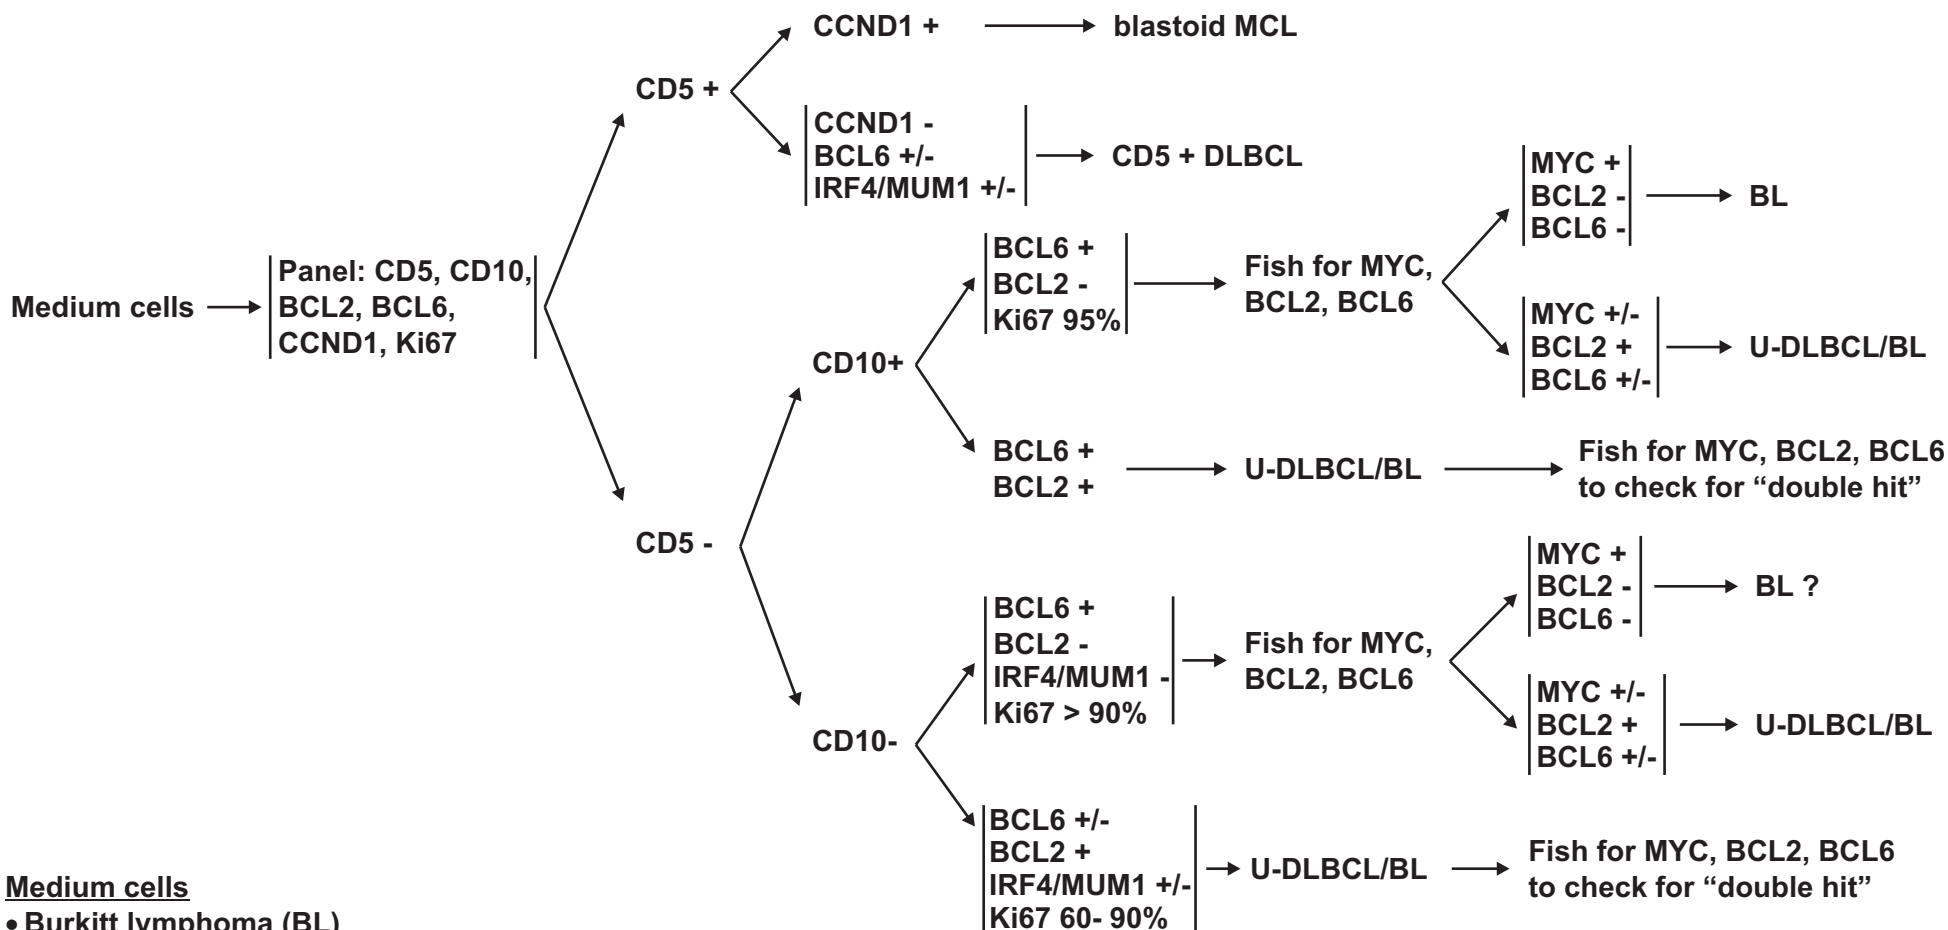 CCND1 +
blastoid MCL
CD5 +
CCND1 -
BCL6 +/-
IRF4/MUM1 +/-
CD5 + DLBCL
MYC +
BCL2 -
BCL6 -
BL
Medium cells
Panel: CD5, CD10,
BCL2, BCL6,
CCND1, Ki67
BCL6 +
BCL2 -
Ki67 95%
Fish for MYC,
BCL2, BCL6
MYC +/-
BCL2 +
BCL6 +/-
U-DLBCL/BL
CD10+
BCL6 +
BCL2 +
U-DLBCL/BL
Fish for MYC, BCL2, BCL6
to check for “double hit”
CD5 -
BCL6 +
BCL2 -
IRF4/MUM1 -
Ki67 > 90%
Fish for MYC,
BCL2, BCL6
MYC +
BCL2 -
BCL6 -
BL ?
MYC +/-
BCL2 +
BCL6 +/-
U-DLBCL/BL
CD10-
BCL6 +/-
BCL2 +
IRF4/MUM1 +/-
Ki67 60- 90%
U-DLBCL/BL
Fish for MYC, BCL2, BCL6
to check for “double hit”
Medium cells
• Burkitt lymphoma (BL)